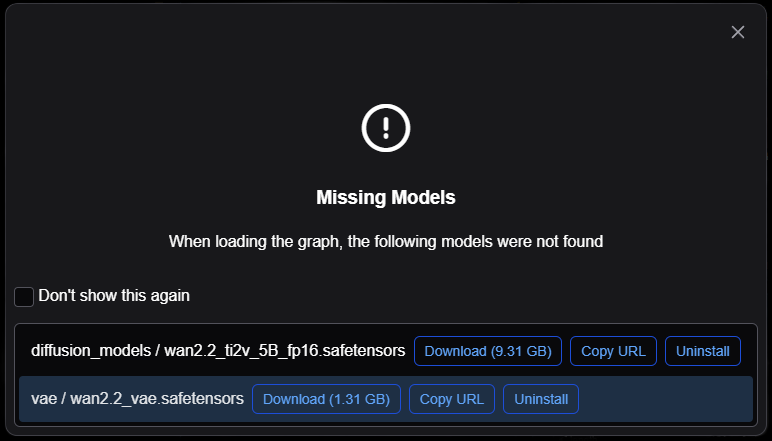 Missing Models
When loading the graph, the following models were not found
Don't show this again
diffusion_models / wan2.2_ti2v_5B_fp16.safetensors Download (9.31 GB) Copy URL Uninstall
vae / wan2.2_vae.safetensors Download (1.31 GB) Copy URL Uninstall